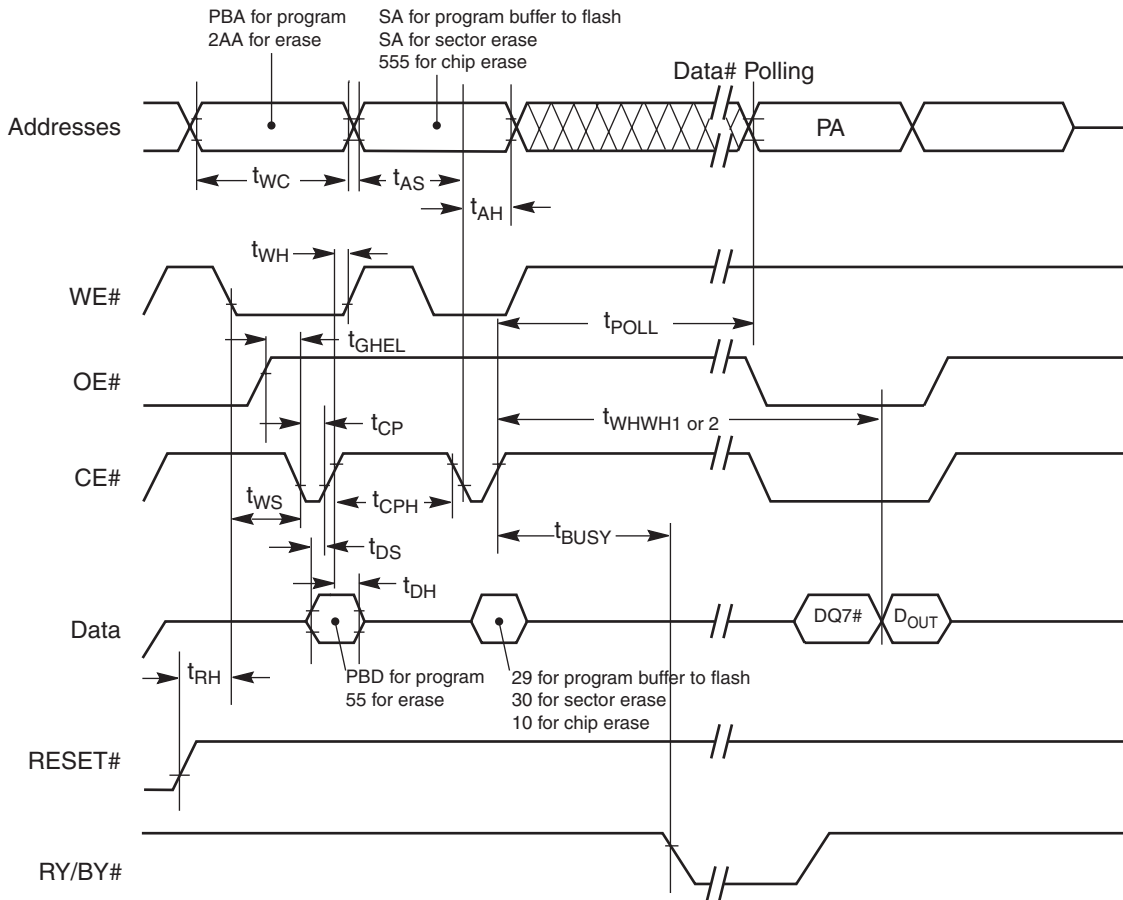 PBA for program
2AA for erase
SA for program buffer to flash
SA for sector erase
555 for chip erase
Data# Polling
Addresses
PA
tWC
tAS
tAH
tWH
WE#
tPOLL
tGHEL
OE#
tWHWH1 or 2
tCP
CE#
tWS
tCPH
tBUSY
tDS
tDH
Data
DQ7#
DOUT
tRH
PBD for program
55 for erase
29 for program buffer to flash
30 for sector erase
10 for chip erase
RESET#
RY/BY#